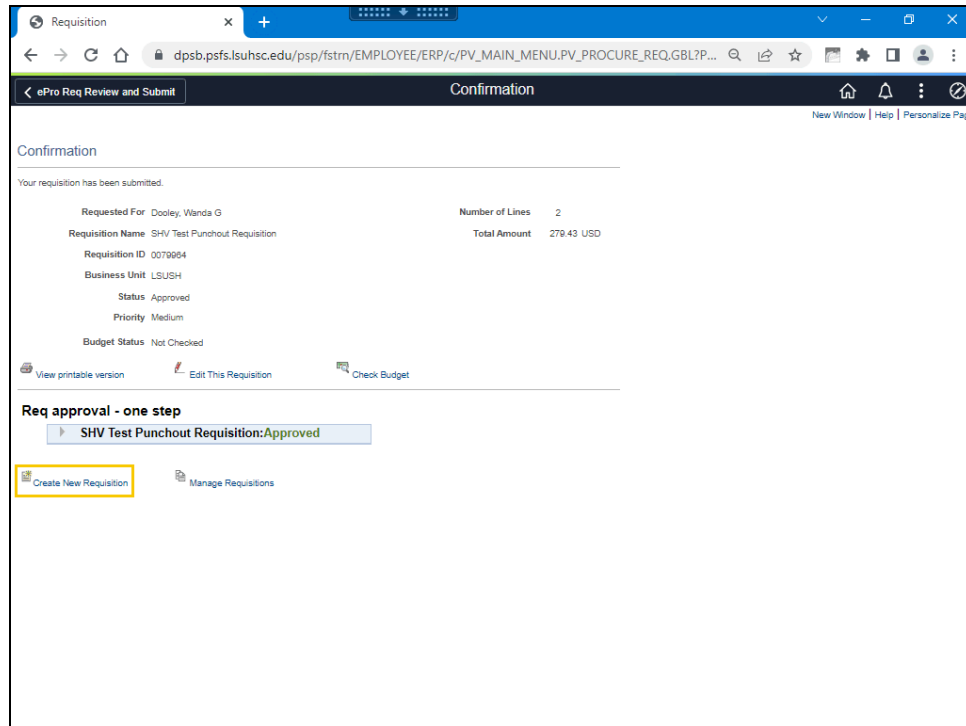 Requisition
dpsb.psfs.lsuhsc.edu/psp/fstrn/EMPLOYEE/ERP/c/PV_MAIN_MENU.PV_PROCURE_REQ.GBL?P...
ePro Req Review and Submit
Confirmation
New Window | Help | Personalize Pag
Confirmation
Your requisition has been submitted.
Requested For Dooley, Wanda G Number of Lines 2
Requisition Name SHV Test Punchout Requisition Total Amount 279.43 USD
Requisition ID 0079964
Business Unit LSUSH
Status Approved
Priority Medium
Budget Status Not Checked
View printable version Edit This Requisition Check Budget
Req approval - one step
SHV Test Punchout Requisition:Approved
Create New Requisition Manage Requisitions